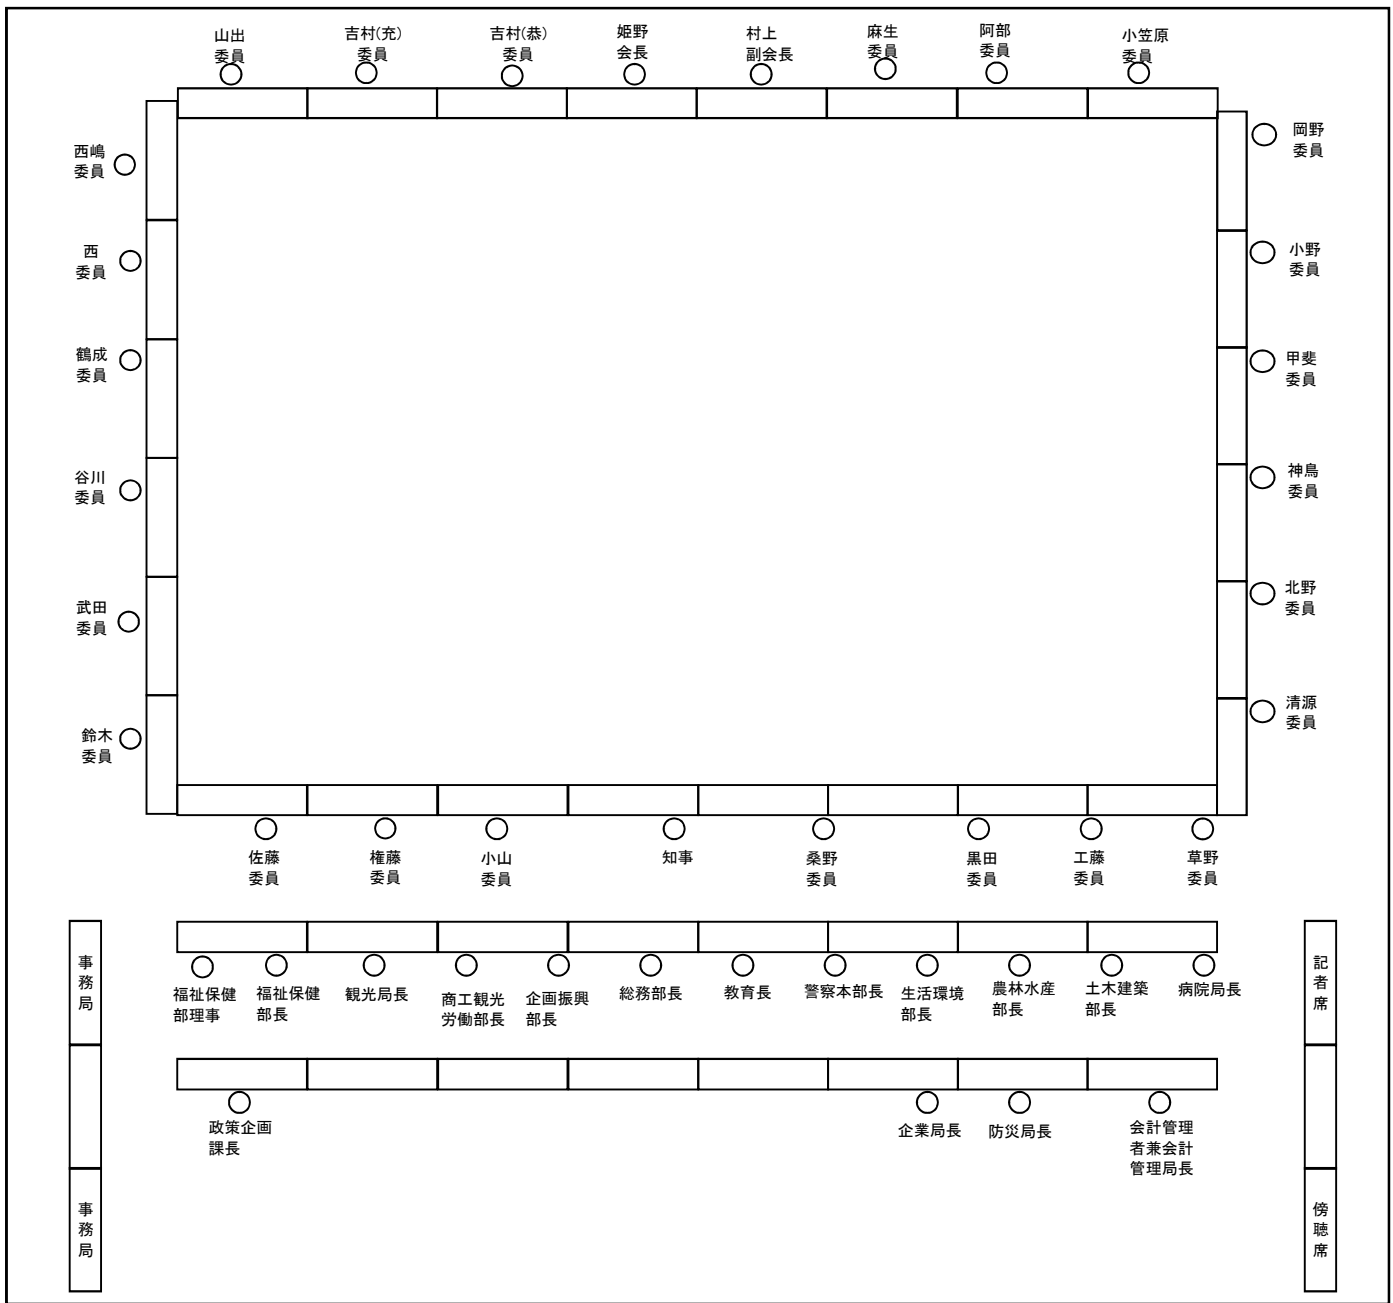 山出
委員
吉村(充)
委員
吉村(恭)
委員
姫野
会長
村上
副会長
麻生
委員
阿部
委員
小笠原
委員
西嶋
委員
西
委員
鶴成
委員
谷川
委員
武田
委員
鈴木
委員
岡野
委員
小野
委員
甲斐
委員
神鳥
委員
北野
委員
清源
委員
佐藤
委員
権藤
委員
小山
委員
知事
桑野
委員
黒田
委員
工藤
委員
草野
委員
事務局
福祉保健
部理事
福祉保健
部長
観光局長
商工観光
労働部長
企画振興
部長
総務部長
教育長
警察本部長
生活環境
部長
農林水産
部長
土木建築
部長
病院局長
記者席
政策企画
課長
企業局長
防災局長
会計管理
者兼会計
管理局長
事務局
傍聴席